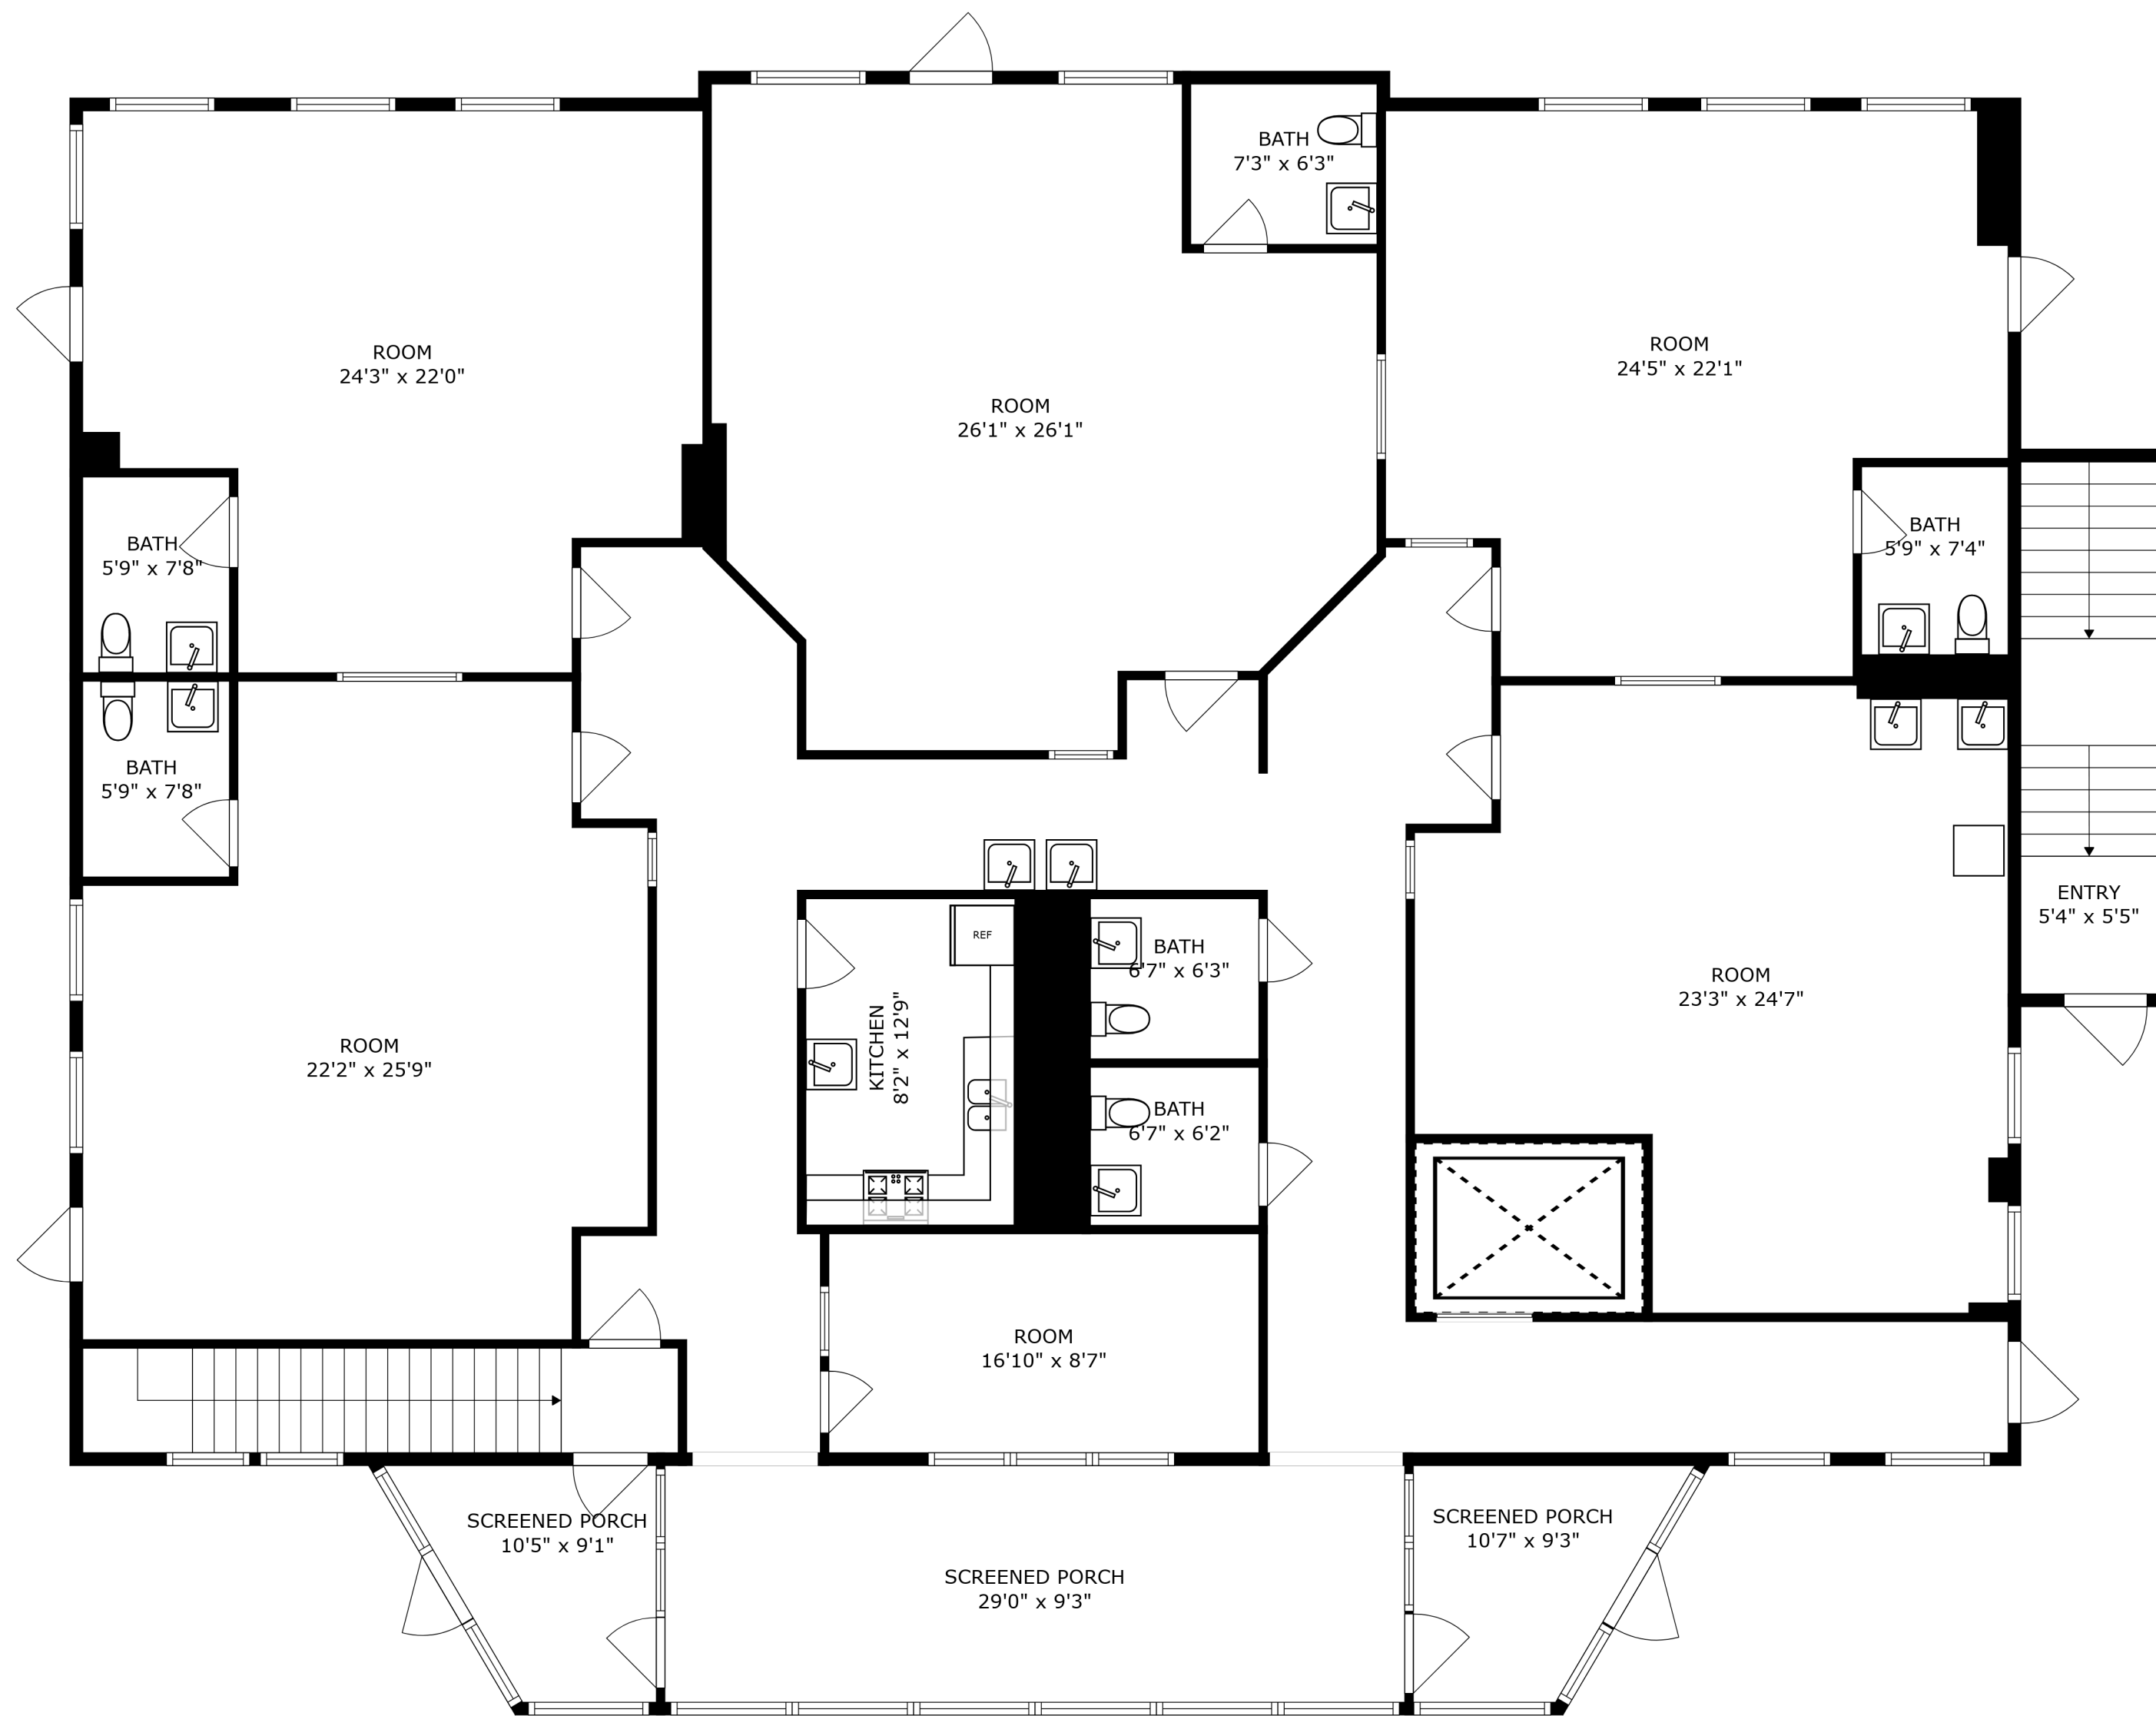 BATH
7'3" x 6'3"
ROOM
24'3" x 22'0"
ROOM
26'1" x 26'1"
ROOM
24'5" x 22'1"
BATH
5'9" x 7'8"
BATH
5'9" x 7'4"
BATH
5'9" x 7'8"
ENTRY
5'4" x 5'5"
REF
KITCHEN
8'2" x 12'9"
BATH
6'7" x 6'3"
ROOM
23'3" x 24'7"
ROOM
22'2" x 25'9"
BATH
6'7" x 6'2"
ROOM
16'10" x 8'7"
SCREENED PORCH
10'5" x 9'1"
SCREENED PORCH
29'0" x 9'3"
SCREENED PORCH
10'7" x 9'3"